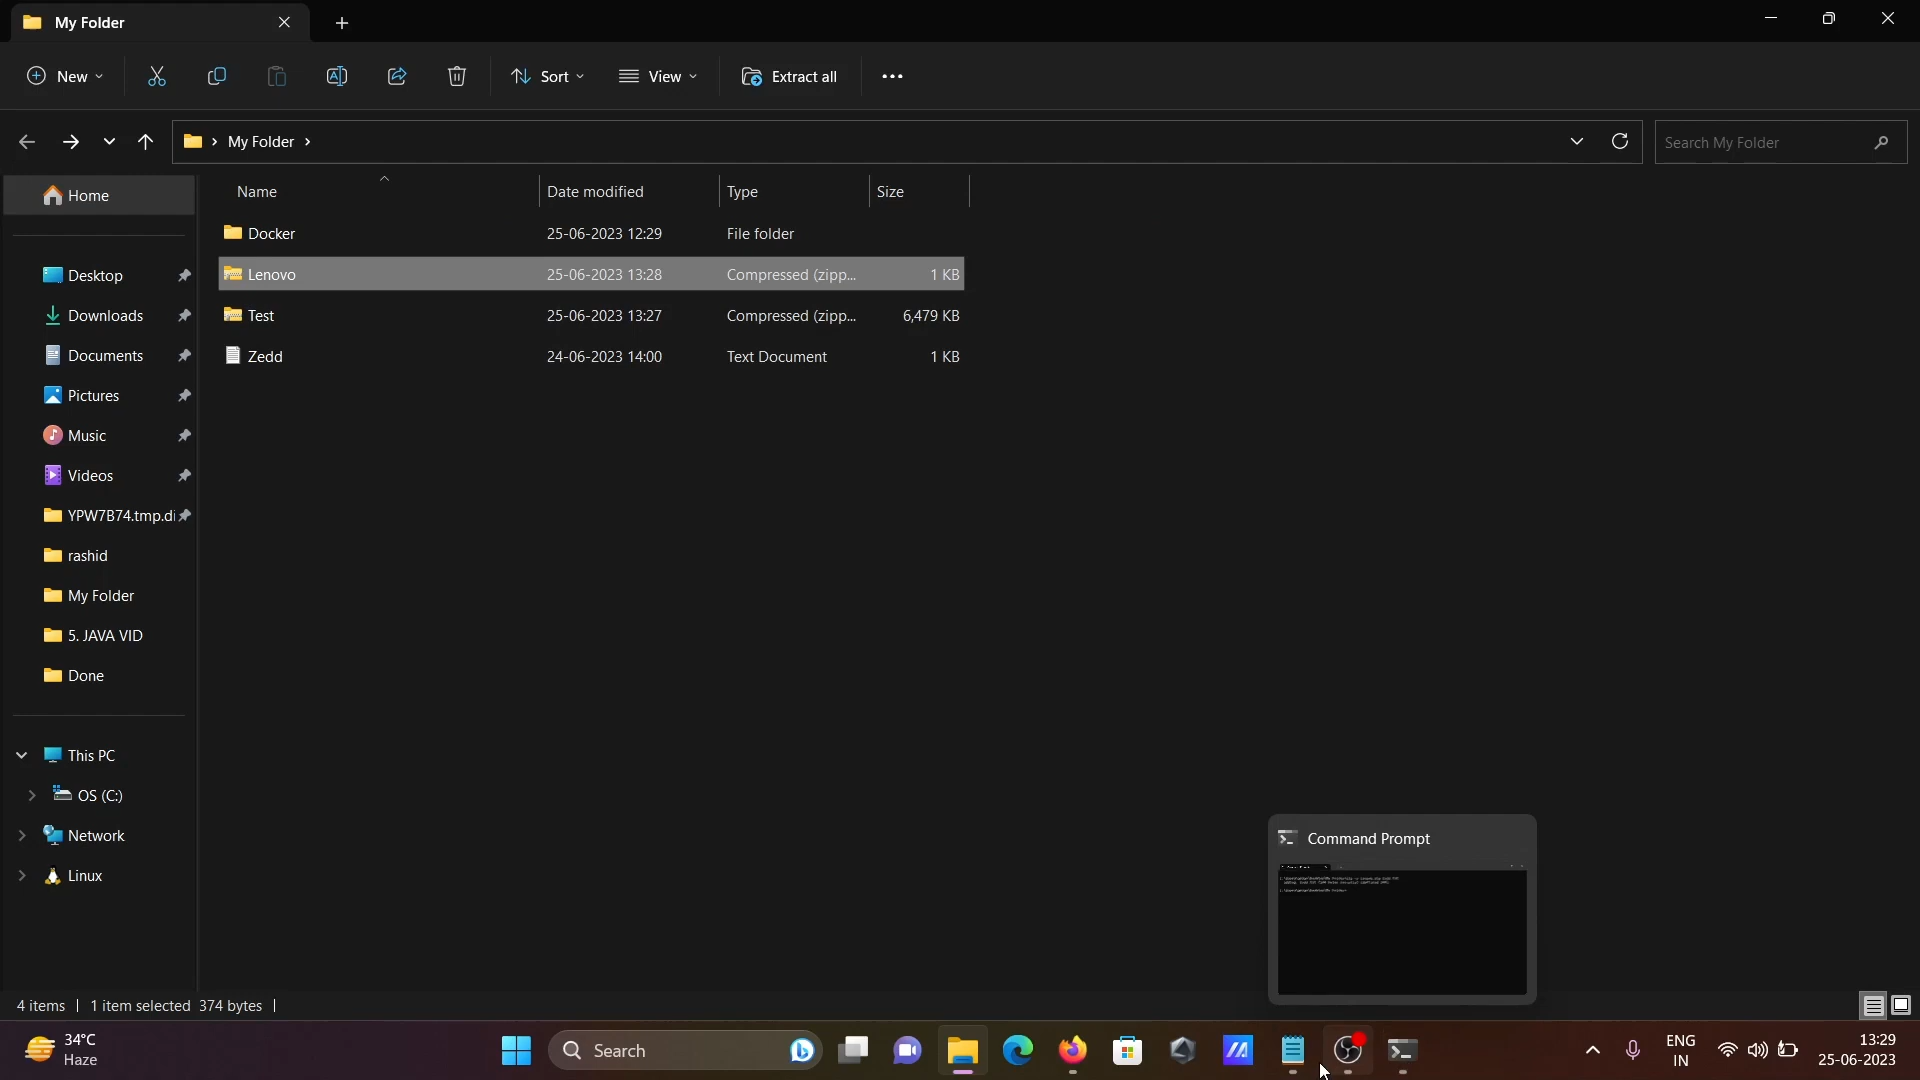 My Folder
New
Sort
View
Extract all
My Folder
Search My Folder
Home
Name
Date modified
Type
Size
Docker
25-06-2023 12:29
File folder
Desktop
Lenovo
25-06-2023 13:28
Compressed (zipp...
1 KB
Downloads
Test
25-06-2023 13:27
Compressed (zipp...
6,479 KB
Documents
Zedd
24-06-2023 14:00
Text Document
1 KB
Pictures
Music
Videos
YPW7B74.tmp.di
rashid
My Folder
5. JAVA VID
Done
This PC
OS (C:)
Network
Linux
Command Prompt
4 items
1 item selected 374 bytes
34°C
Haze
Search
ENG
IN
13:29
25-06-2023